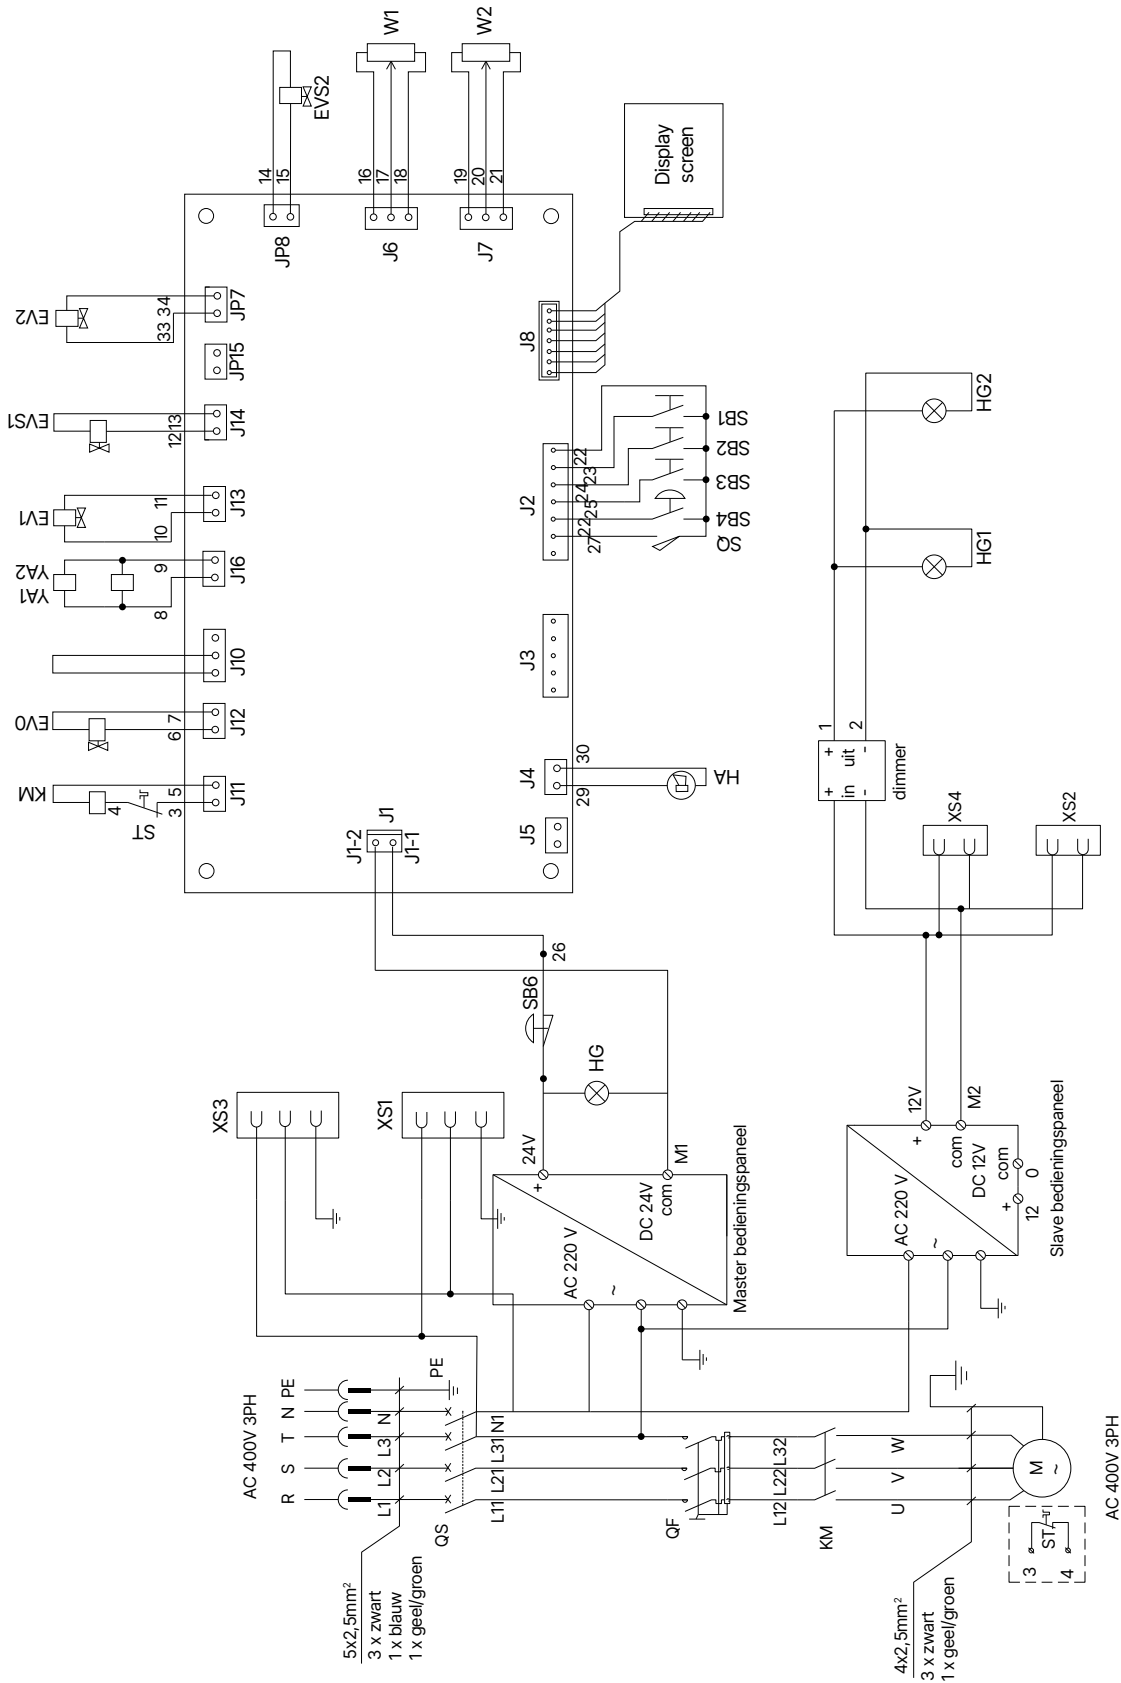 AC 400V 3PH
R
S
T
N
PE
L1
L2
L3
N
PE
5x2,5mm²
3 x zwart
1 x blauw
1 x geel/groen
QS
L11
L21
L31
N1
QF
L12
L22
L32
KM
U
V
W
4x2,5mm²
3 x zwart
1 x geel/groen
M
~
3
ST
4
AC 400V 3PH
XS3
XS1
AC 220 V
~
+
24V
DC 24V
com
M1
Master bedieningspaneel
HG
SB6
26
AC 220 V
~
+
12V
com
M2
DC 12V
+
com
12
0
Slave bedieningspaneel
XS4
XS2
+
in
-
+
uit
-
dimmer
1
2
HG1
HG2
J1-2
J1-1
J1
KM
4
ST
3
5
J11
EV0
6
7
J12
J10
YA1
YA2
8
9
J16
EV1
10
11
J13
EVS1
12
13
J14
JP15
EV2
33
34
JP7
JP8
14
15
EVS2
J6
16
17
18
W1
J7
19
20
21
W2
J5
J4
29
30
HA
J3
J2
22
23
24
25
22
27
SB1
SB2
SB3
SB4
SQ
J8
Display
screen